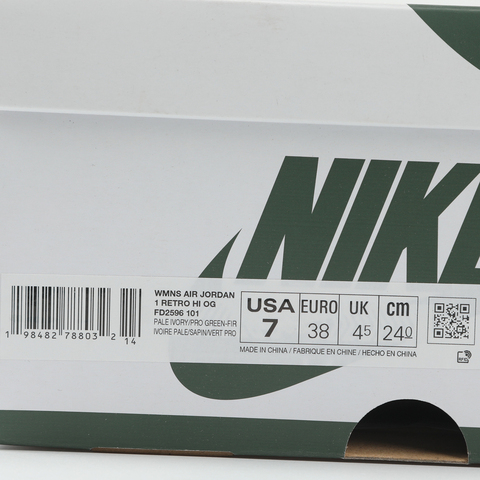 NIKE
WMNS AIR JORDAN
1 RETRO HI OG
FD2596 101
PALE IVORY/PRO GREEN-FIR
IVOIRE PALE/SAPIN/VERT PRO
USA
7
EURO
38
UK
4.5
cm
24.0
MADE IN CHINA / FABRIQUE EN CHINE / HECHO EN CHINA
1 98482 78803 2 14